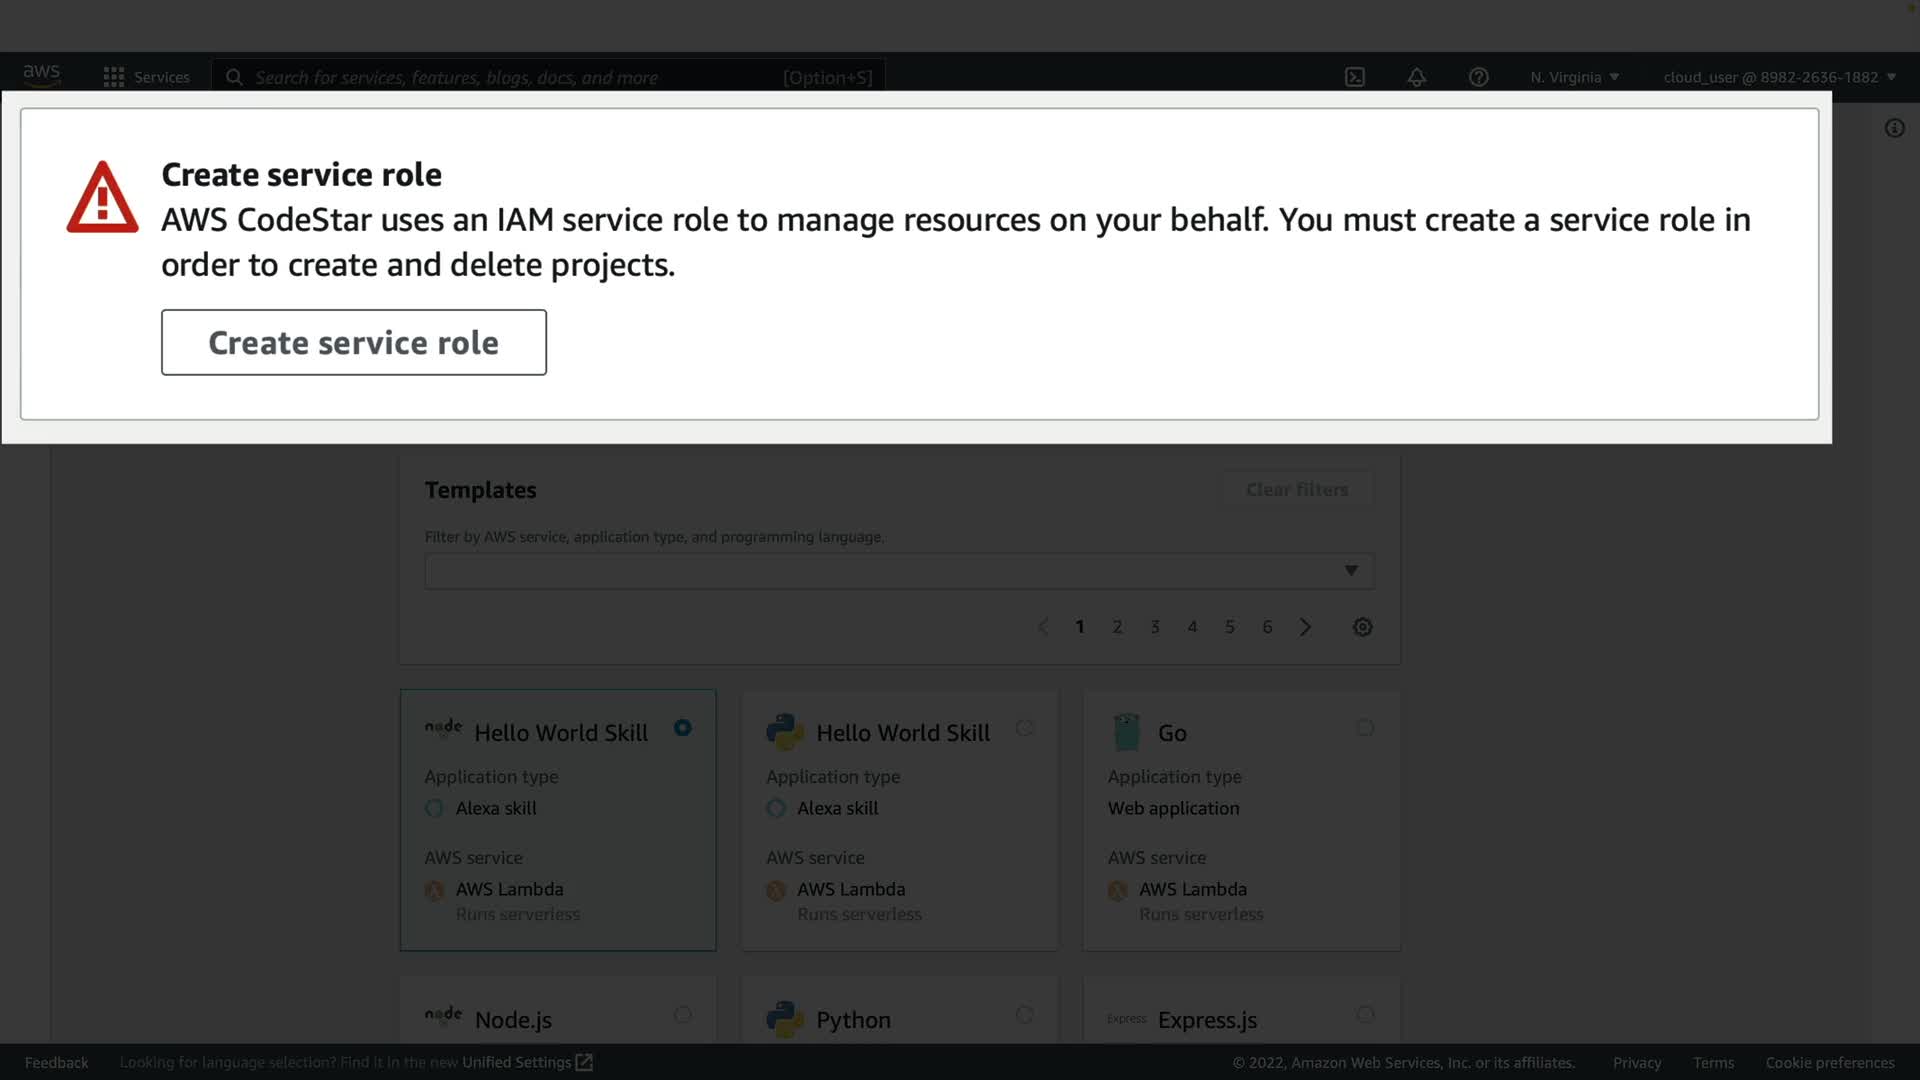 aws
Services
Search for services, features, blogs, docs, and more
[Option+S]
N. Virginia
cloud_user @ 8982-2636-1882
Create service role
AWS CodeStar uses an IAM service role to manage resources on your behalf. You must create a service role in
order to create and delete projects.
Create service role
Templates
Clear filters
Filter by AWS service, application type, and programming language.
1 2 3 4 5 6
node Hello World Skill
Application type
Alexa skill
AWS service
AWS Lambda
Runs serverless
Hello World Skill
Application type
Alexa skill
AWS service
AWS Lambda
Runs serverless
Go
Application type
Web application
AWS service
AWS Lambda
Runs serverless
node Node.js
Python
Express Express.js
Feedback
Looking for language selection? Find it in the new Unified Settings
© 2022, Amazon Web Services, Inc. or its affiliates.
Privacy
Terms
Cookie preferences